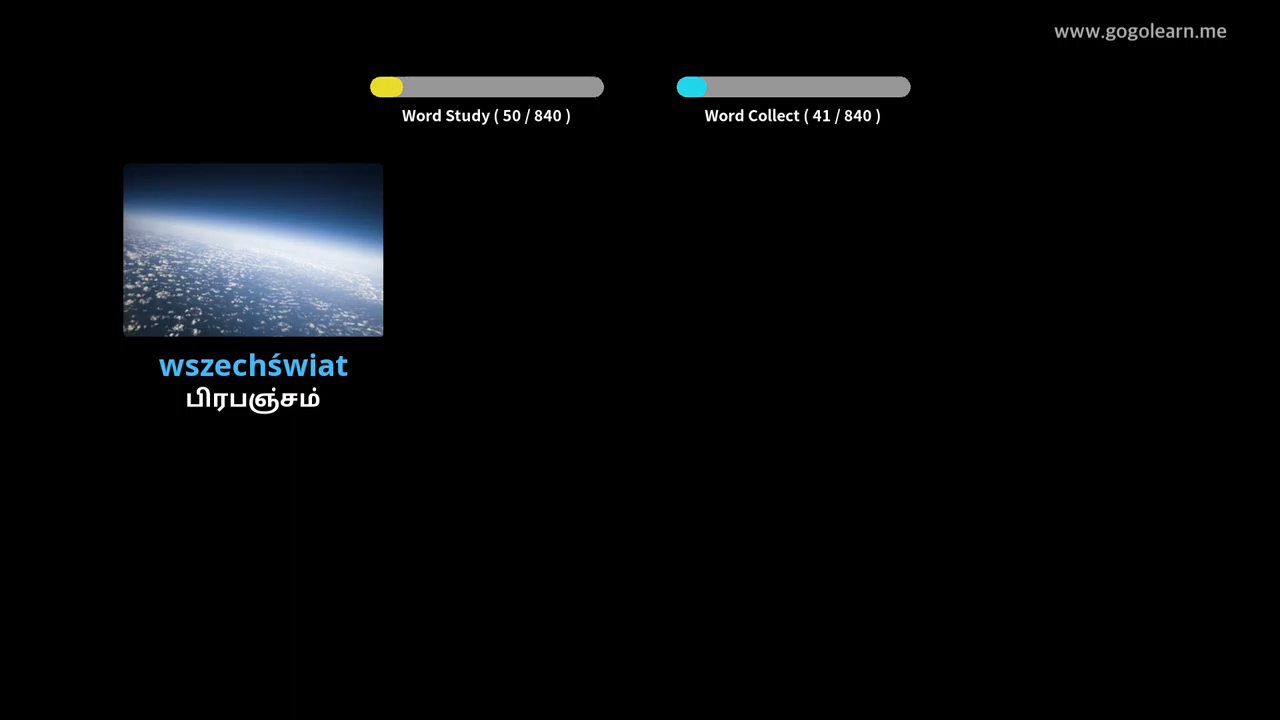 www.gogolearn.me
Word Study ( 50 / 840 )
Word Collect ( 41 / 840 )
wszechświat
பிரபஞ்சம்